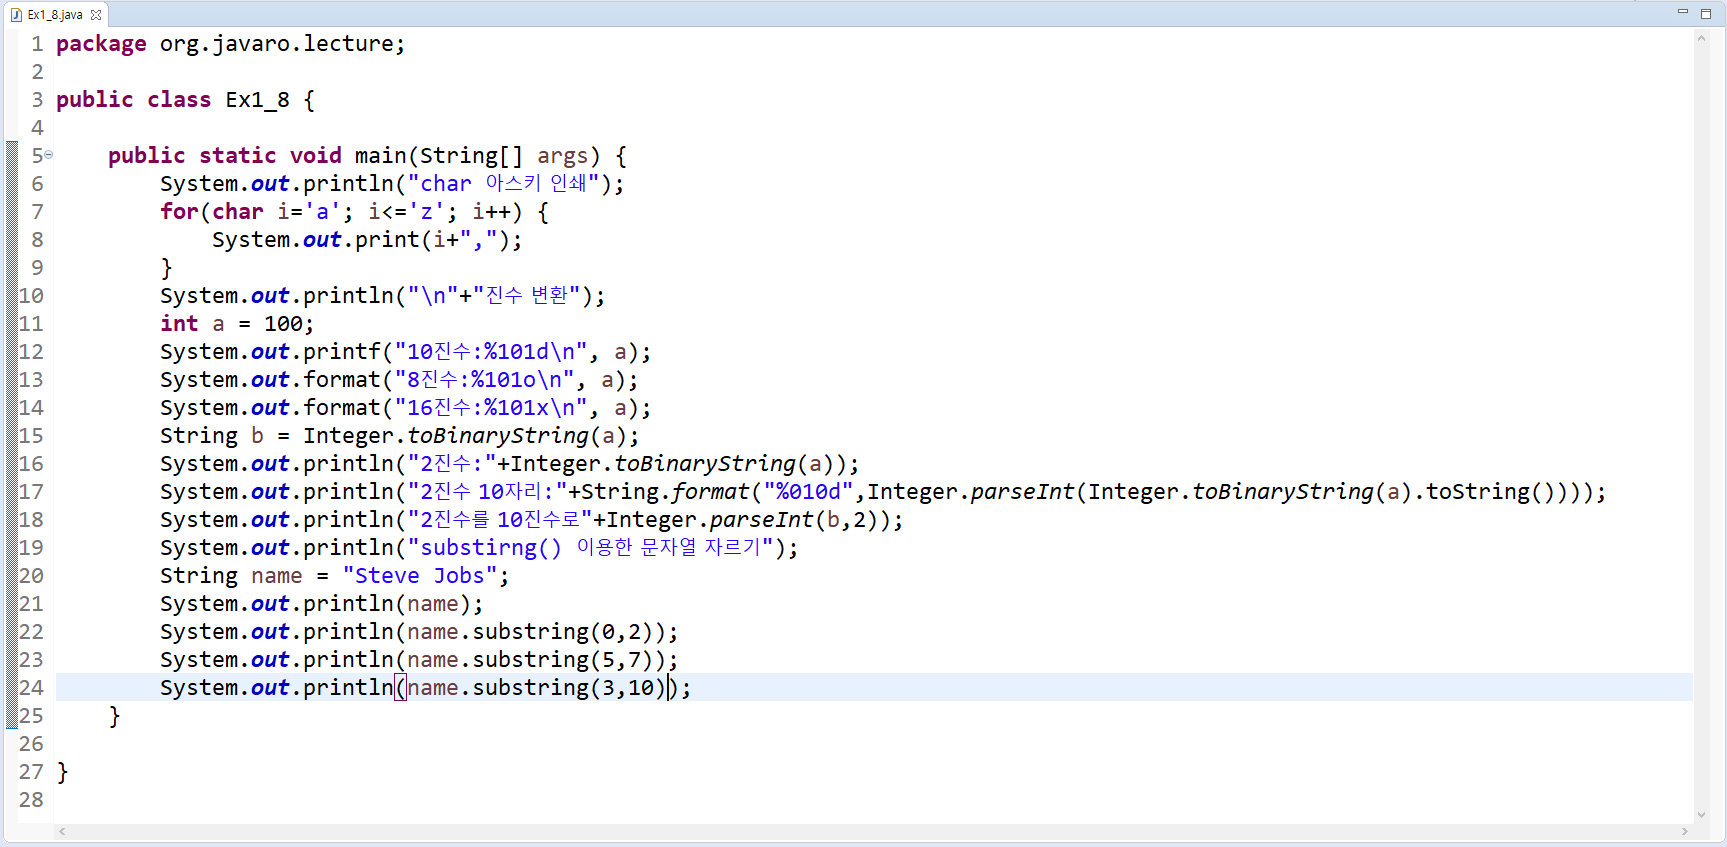 Ex1_8.java
1 package org.javaro.lecture;
2
3 public class Ex1_8 {
4
5     public static void main(String[] args) {
6         System.out.println("char 아스키 인쇄");
7         for(char i='a'; i<='z'; i++) {
8             System.out.print(i+",");
9         }
10         System.out.println("\n"+"진수 변환");
11         int a = 100;
12         System.out.printf("10진수:%101d\n", a);
13         System.out.format("8진수:%101o\n", a);
14         System.out.format("16진수:%101x\n", a);
15         String b = Integer.toBinaryString(a);
16         System.out.println("2진수:"+Integer.toBinaryString(a));
17         System.out.println("2진수 10자리:"+String.format("%010d",Integer.parseInt(Integer.toBinaryString(a).toString())));
18         System.out.println("2진수를 10진수로"+Integer.parseInt(b,2));
19         System.out.println("substirng() 이용한 문자열 자르기");
20         String name = "Steve Jobs";
21         System.out.println(name);
22         System.out.println(name.substring(0,2));
23         System.out.println(name.substring(5,7));
24         System.out.println(name.substring(3,10));
25     }
26
27 }
28